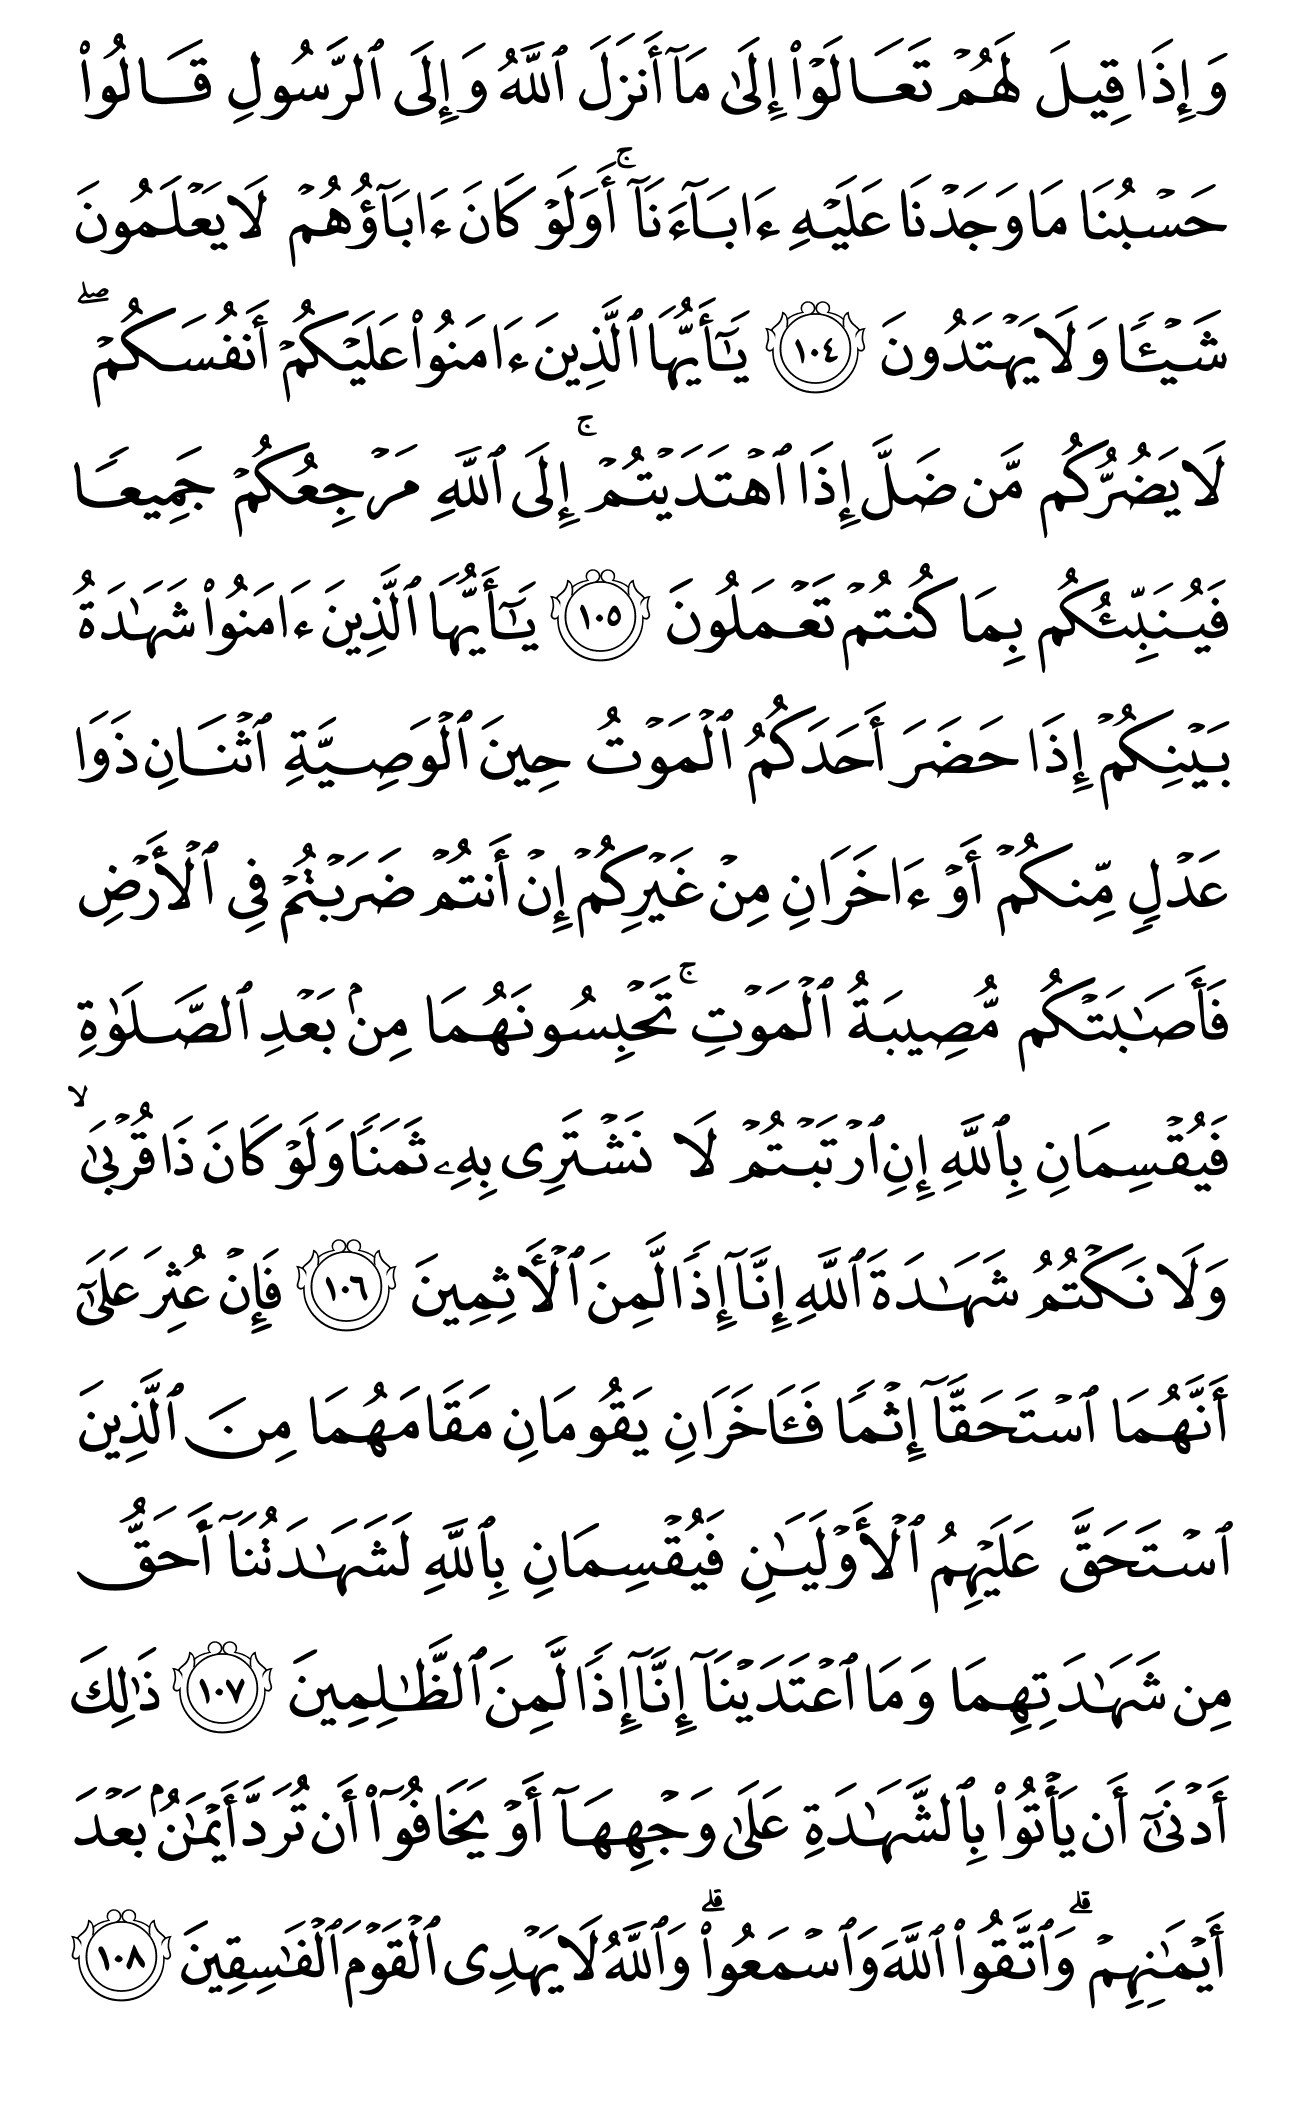 وَإِذَا قِيلَ لَهُمْ تَعَالَوْا۟ إِلَىٰ مَآ أَنزَلَ ٱللَّهُ وَإِلَى ٱلرَّسُولِ قَالُوا۟
حَسْبُنَا مَا وَجَدْنَا عَلَيْهِ ءَابَآءَنَآ ۚ أَوَلَوْ كَانَ ءَابَآؤُهُمْ لَا يَعْلَمُونَ
شَيْـًٔا وَلَا يَهْتَدُونَ ١٠٤ يَـٰٓأَيُّهَا ٱلَّذِينَ ءَامَنُوا۟ عَلَيْكُمْ أَنفُسَكُمْ ۖ
لَا يَضُرُّكُم مَّن ضَلَّ إِذَا ٱهْتَدَيْتُمْ ۚ إِلَى ٱللَّهِ مَرْجِعُكُمْ جَمِيعًا
فَيُنَبِّئُكُم بِمَا كُنتُمْ تَعْمَلُونَ ١٠٥ يَـٰٓأَيُّهَا ٱلَّذِينَ ءَامَنُوا۟ شَهَـٰدَةُ
بَيْنِكُمْ إِذَا حَضَرَ أَحَدَكُمُ ٱلْمَوْتُ حِينَ ٱلْوَصِيَّةِ ٱثْنَانِ ذَوَا
عَدْلٍ مِّنكُمْ أَوْ ءَاخَرَانِ مِنْ غَيْرِكُمْ إِنْ أَنتُمْ ضَرَبْتُمْ فِى ٱلْأَرْضِ
فَأَصَـٰبَتْكُم مُّصِيبَةُ ٱلْمَوْتِ ۚ تَحْبِسُونَهُمَا مِنۢ بَعْدِ ٱلصَّلَوٰةِ
فَيُقْسِمَانِ بِٱللَّهِ إِنِ ٱرْتَبْتُمْ لَا نَشْتَرِى بِهِۦ ثَمَنًا وَلَوْ كَانَ ذَا قُرْبَىٰ ۙ
وَلَا نَكْتُمُ شَهَـٰدَةَ ٱللَّهِ إِنَّآ إِذًا لَّمِنَ ٱلْـَٔاثِمِينَ ١٠٦ فَإِنْ عُثِرَ عَلَىٰٓ
أَنَّهُمَا ٱسْتَحَقَّآ إِثْمًا فَـَٔاخَرَانِ يَقُومَانِ مَقَامَهُمَا مِنَ ٱلَّذِينَ
ٱسْتَحَقَّ عَلَيْهِمُ ٱلْأَوْلَيَـٰنِ فَيُقْسِمَانِ بِٱللَّهِ لَشَهَـٰدَتُنَآ أَحَقُّ
مِن شَهَـٰدَتِهِمَا وَمَا ٱعْتَدَيْنَآ إِنَّآ إِذًا لَّمِنَ ٱلظَّـٰلِمِينَ ١٠٧ ذَٰلِكَ
أَدْنَىٰٓ أَن يَأْتُوا۟ بِٱلشَّهَـٰدَةِ عَلَىٰ وَجْهِهَآ أَوْ يَخَافُوٓا۟ أَن تُرَدَّ أَيْمَـٰنٌۢ بَعْدَ
أَيْمَـٰنِهِمْ ۗ وَٱتَّقُوا۟ ٱللَّهَ وَٱسْمَعُوا۟ ۗ وَٱللَّهُ لَا يَهْدِى ٱلْقَوْمَ ٱلْفَـٰسِقِينَ ١٠٨